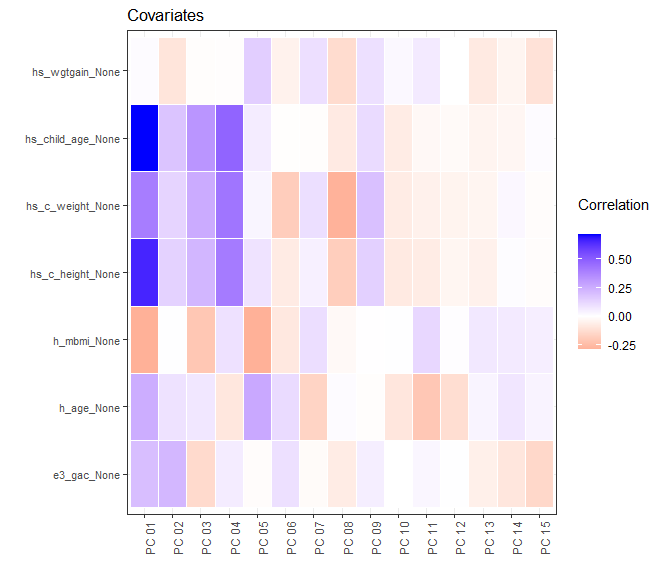 Covariates
hs_wgtgain_None
hs_child_age_None
hs_c_weight_None
hs_c_height_None
h_mbmi_None
h_age_None
e3_gac_None
PC 01
PC 02
PC 03
PC 04
PC 05
PC 06
PC 07
PC 08
PC 09
PC 10
PC 11
PC 12
PC 13
PC 14
PC 15
Correlation
0.50
0.25
0.00
-0.25